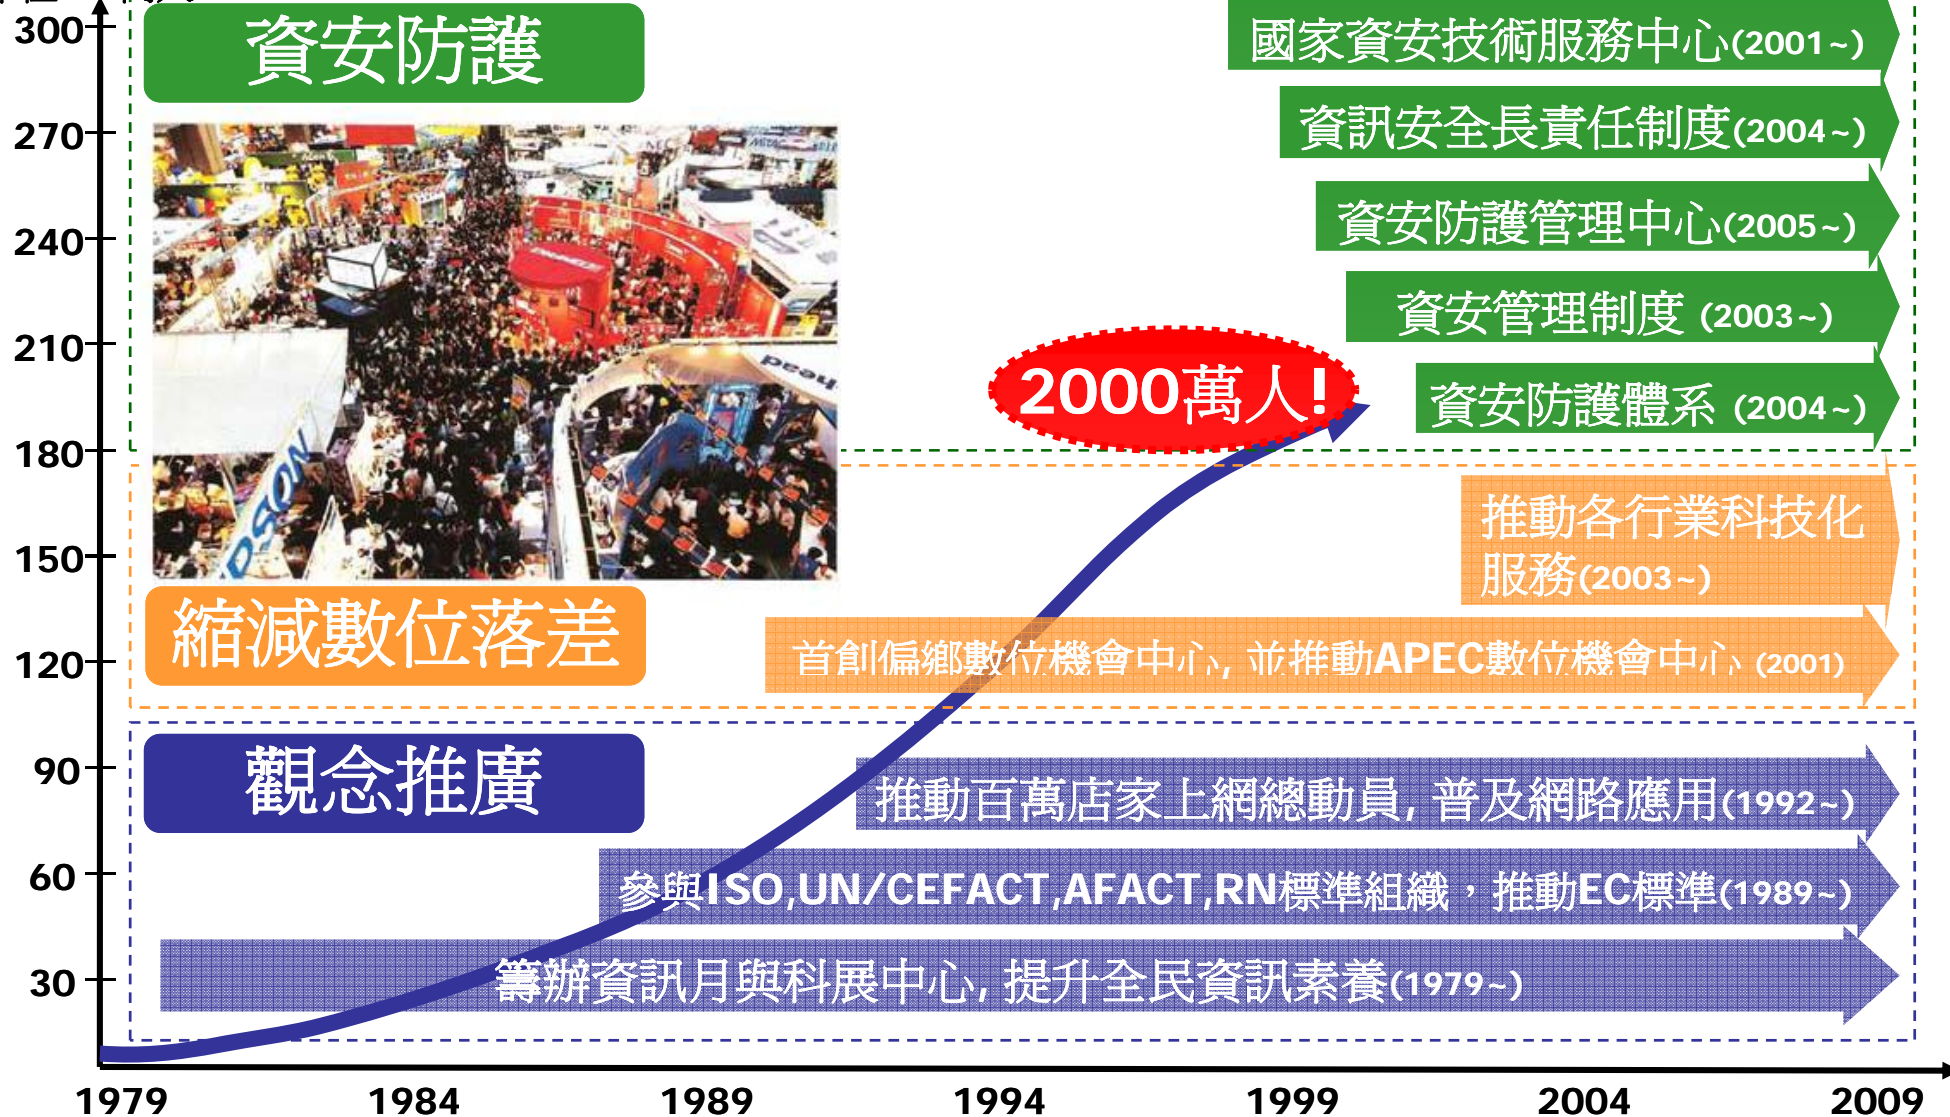 300
資安防護
國家資安技術服務中心(2001~)
270
資訊安全長責任制度(2004~)
240
資安防護管理中心(2005~)
210
資安管理制度 (2003~)
2000萬人!
資安防護體系 (2004~)
180
EPSON
head
NEC
150
推動各行業科技化
服務(2003~)
縮減數位落差
120
首創偏鄉數位機會中心, 並推動APEC數位機會中心 (2001)
90
觀念推廣
推動百萬店家上網總動員, 普及網路應用(1992~)
60
參與ISO,UN/CEFACT,AFACT,RN標準組織，推動EC標準(1989~)
30
籌辦資訊月與科展中心, 提升全民資訊素養(1979~)
1979 1984 1989 1994 1999 2004 2009